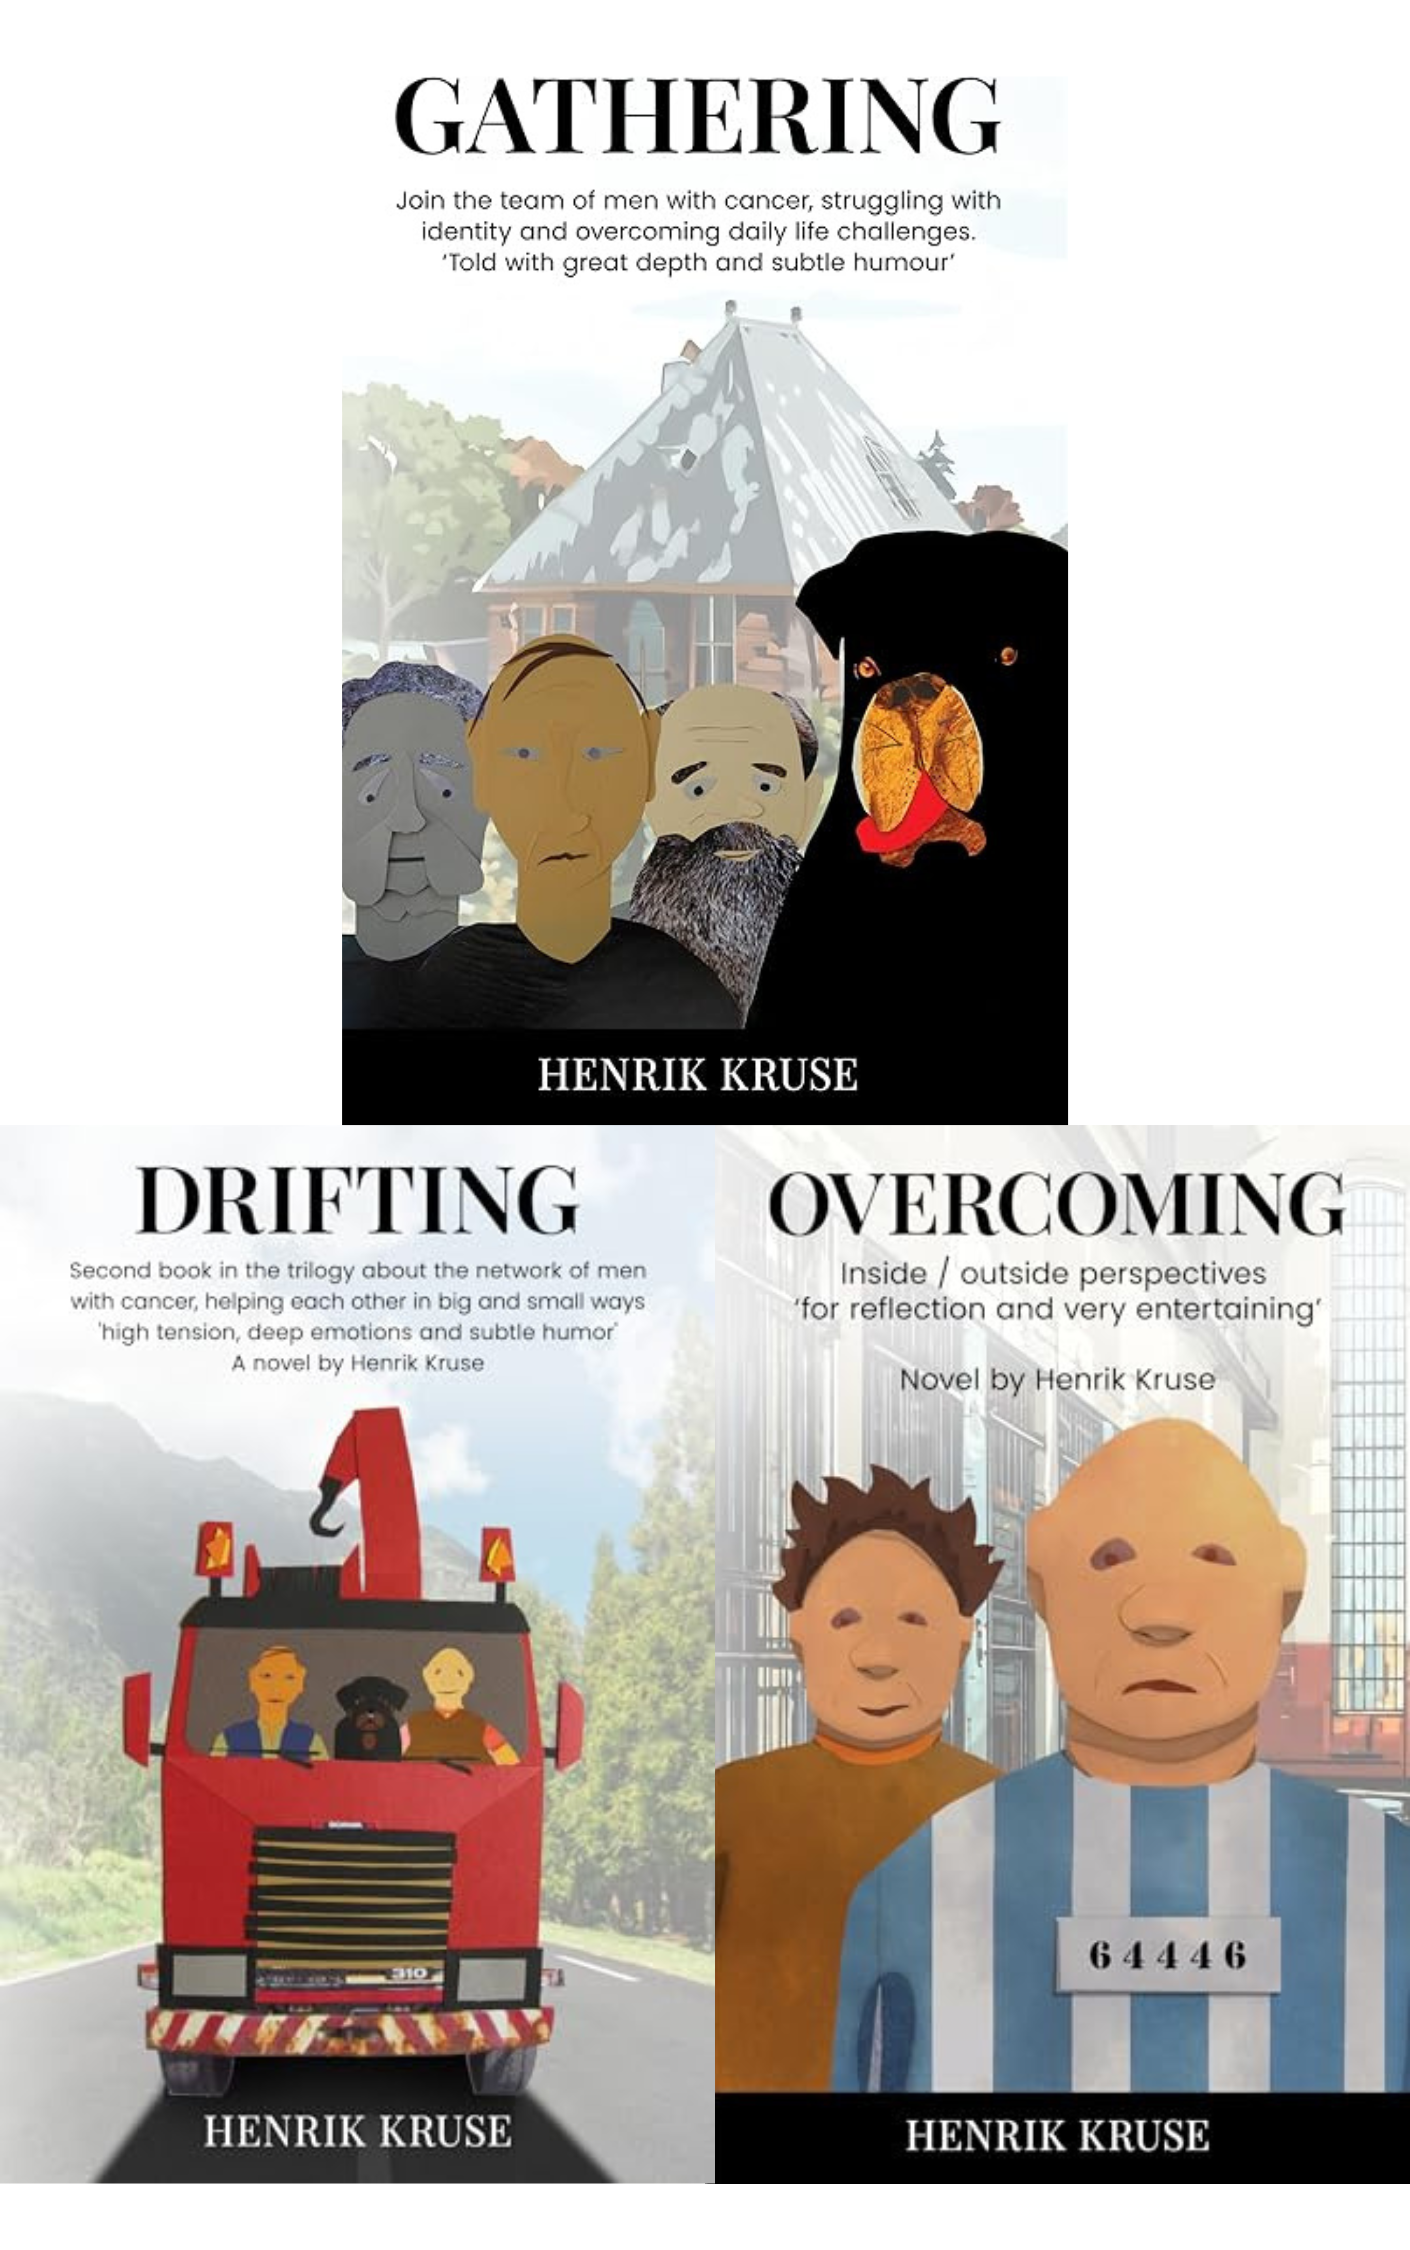 GATHERING
Join the team of men with cancer, struggling with
identity and overcoming daily life challenges.
'Told with great depth and subtle humour'
HENRIK KRUSE
DRIFTING
Second book in the trilogy about the network of men
with cancer, helping each other in big and small ways
'high tension, deep emotions and subtle humor'
A novel by Henrik Kruse
SCANIA
310
HENRIK KRUSE
OVERCOMING
Inside / outside perspectives
'for reflection and very entertaining'
Novel by Henrik Kruse
64446
HENRIK KRUSE